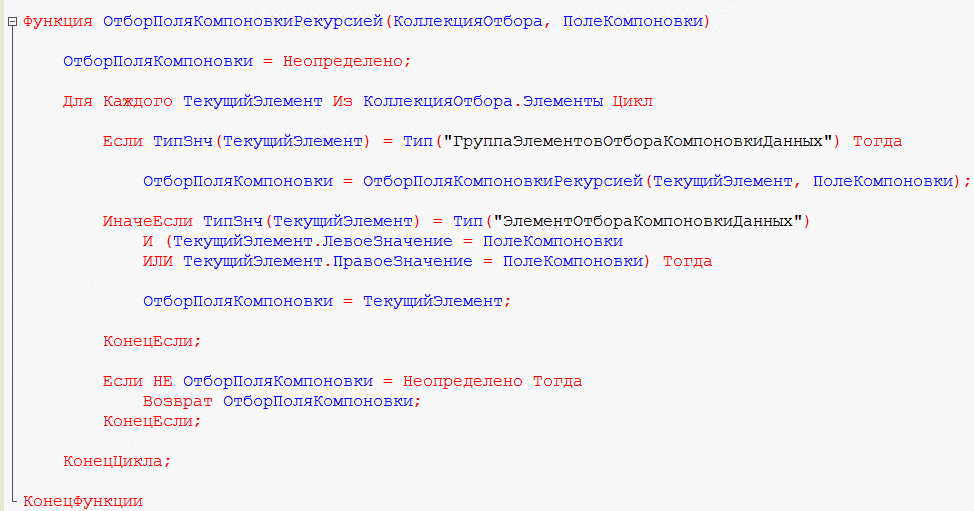 Функция ОтборПоляКомпоновкиРекурсией(КоллекцияОтбора, ПолеКомпоновки)
ОтборПоляКомпоновки = Неопределено;
Для Каждого ТекущийЭлемент Из КоллекцияОтбора.Элементы Цикл
Если ТипЗнч(ТекущийЭлемент) = Тип("ГруппаЭлементовОтбораКомпоновкиДанных") Тогда
ОтборПоляКомпоновки = ОтборПоляКомпоновкиРекурсией(ТекущийЭлемент, ПолеКомпоновки);
ИначеЕсли ТипЗнч(ТекущийЭлемент) = Тип("ЭлементОтбораКомпоновкиДанных")
И (ТекущийЭлемент.ЛевоеЗначение = ПолеКомпоновки
ИЛИ ТекущийЭлемент.ПравоеЗначение = ПолеКомпоновки) Тогда
ОтборПоляКомпоновки = ТекущийЭлемент;
КонецЕсли;
Если НЕ ОтборПоляКомпоновки = Неопределено Тогда
Возврат ОтборПоляКомпоновки;
КонецЕсли;
КонецЦикла;
КонецФункции